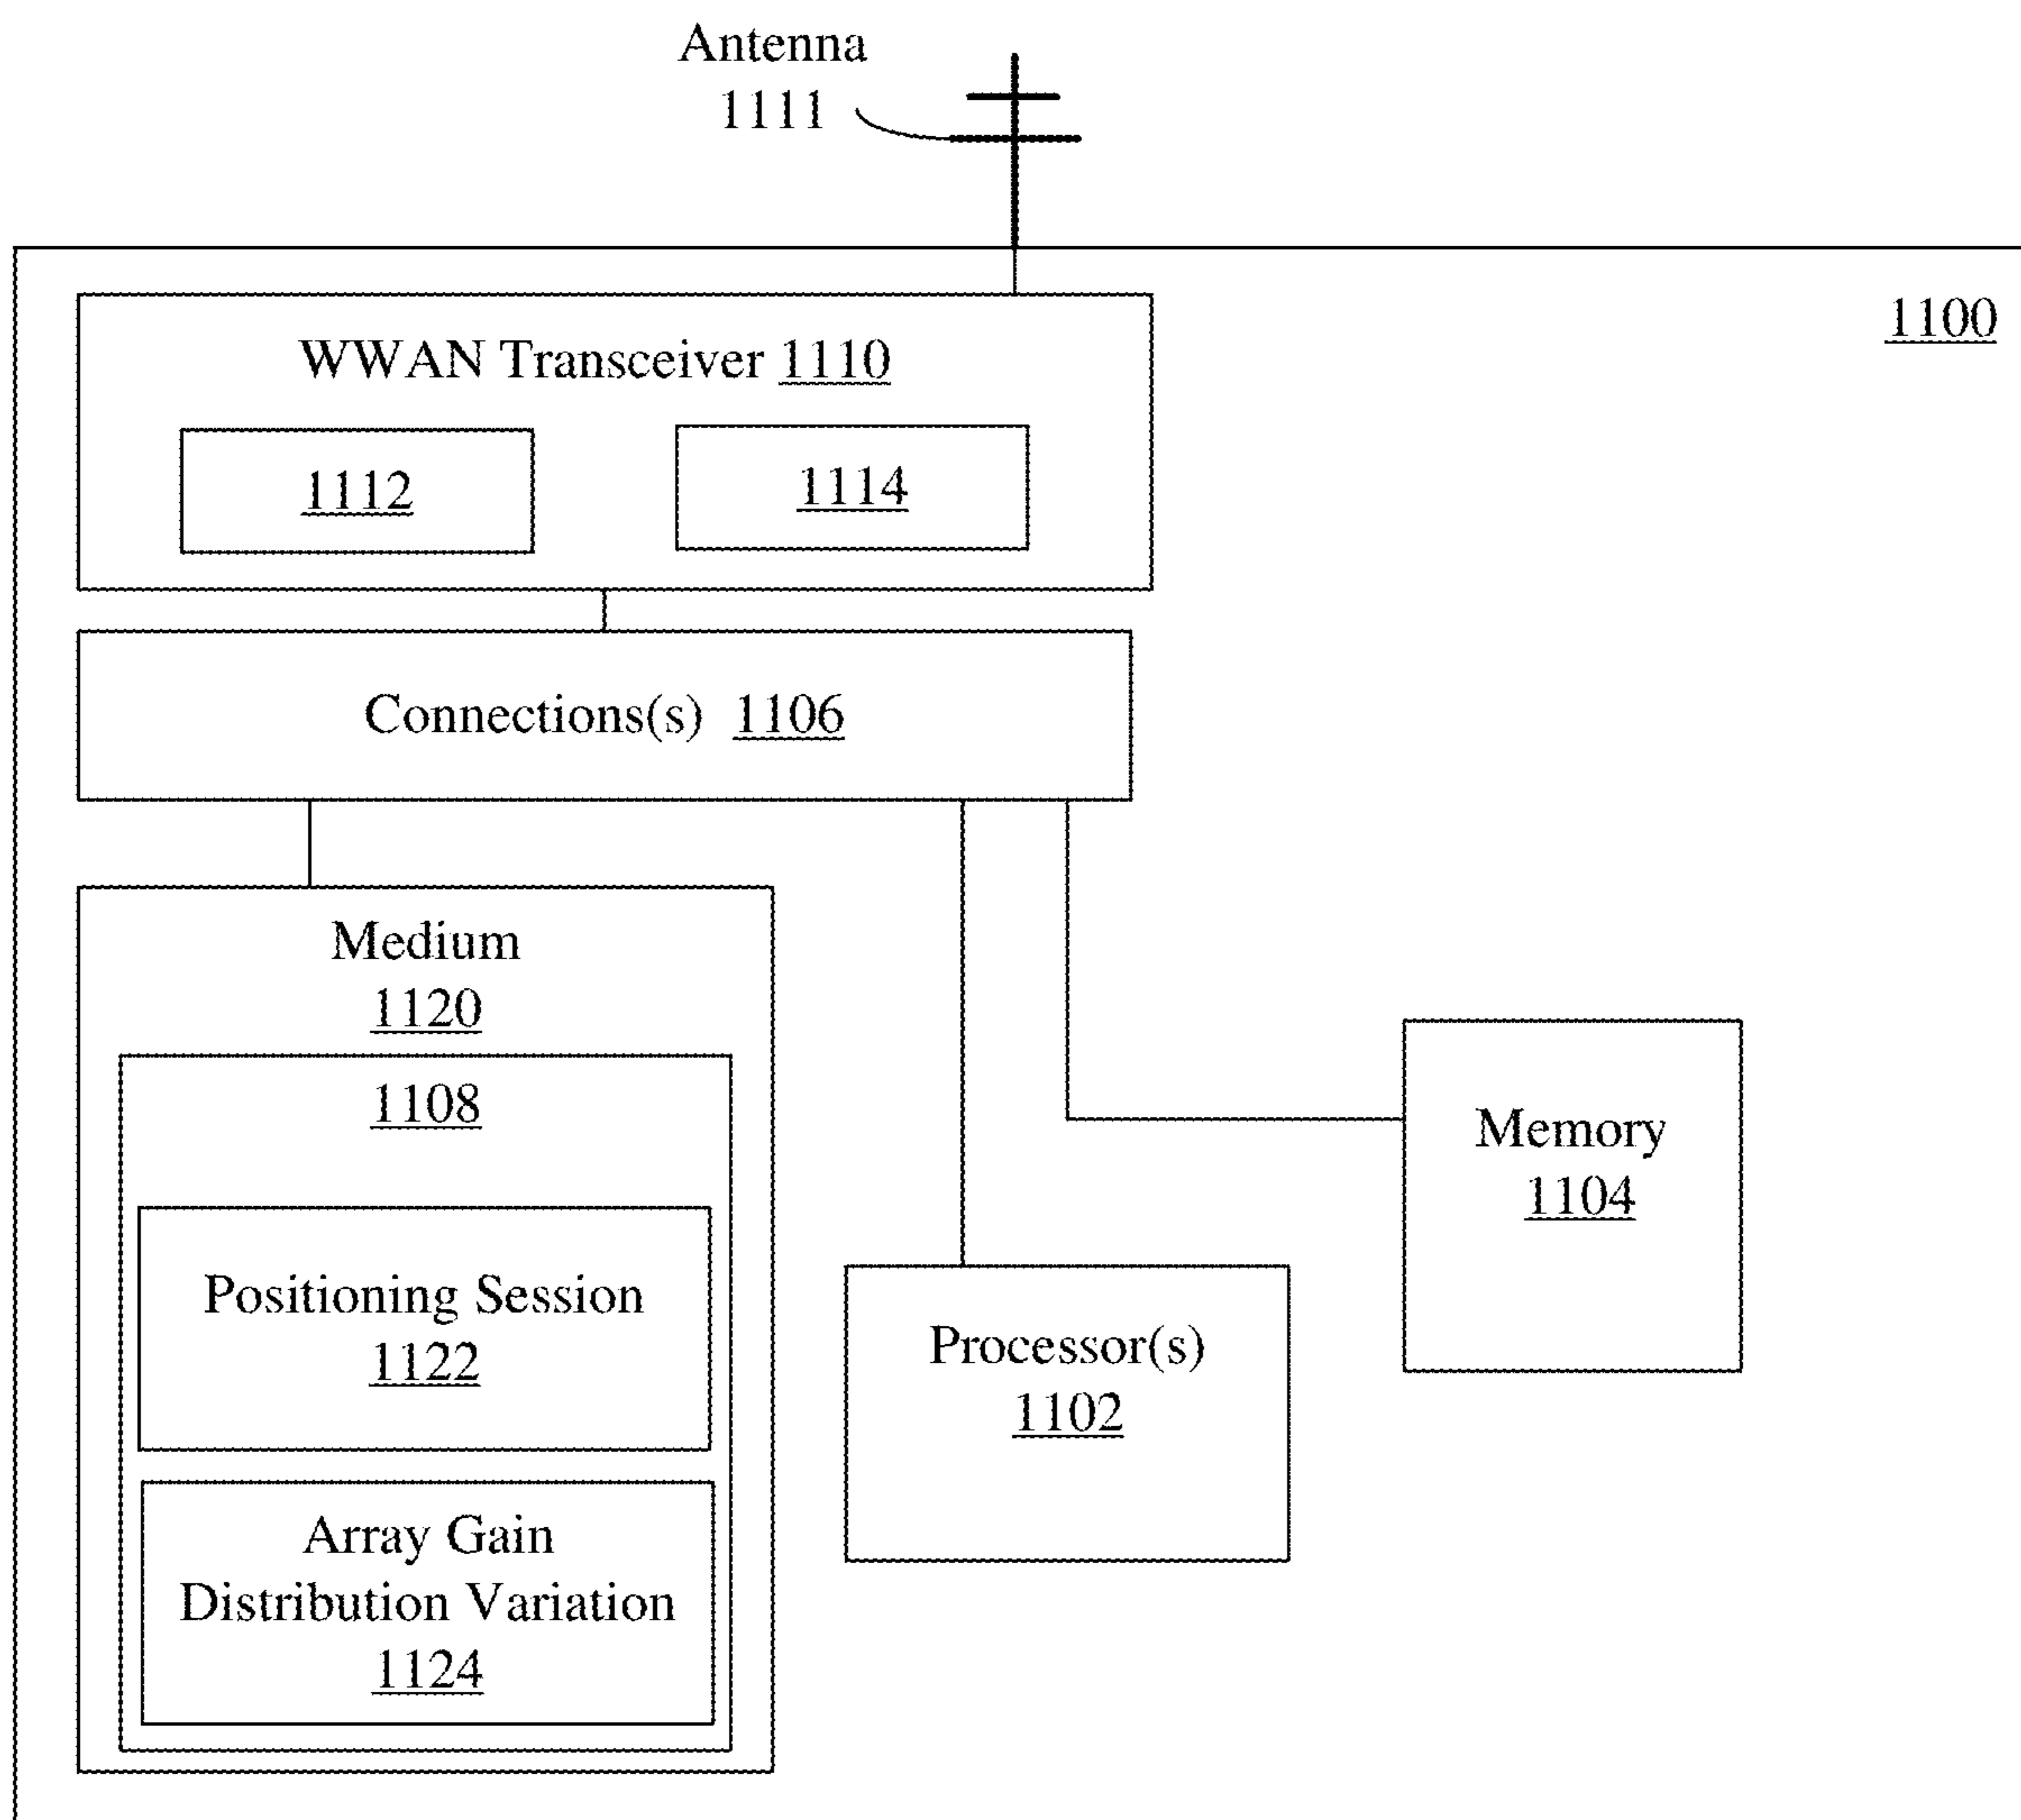 Antenna
1111
1100
WWAN Transceiver 1110
1112
1114
Connections(s) 1106
Medium
1120
1108
Positioning Session
1122
Array Gain
Distribution Variation
1124
Processor(s)
1102
Memory
1104